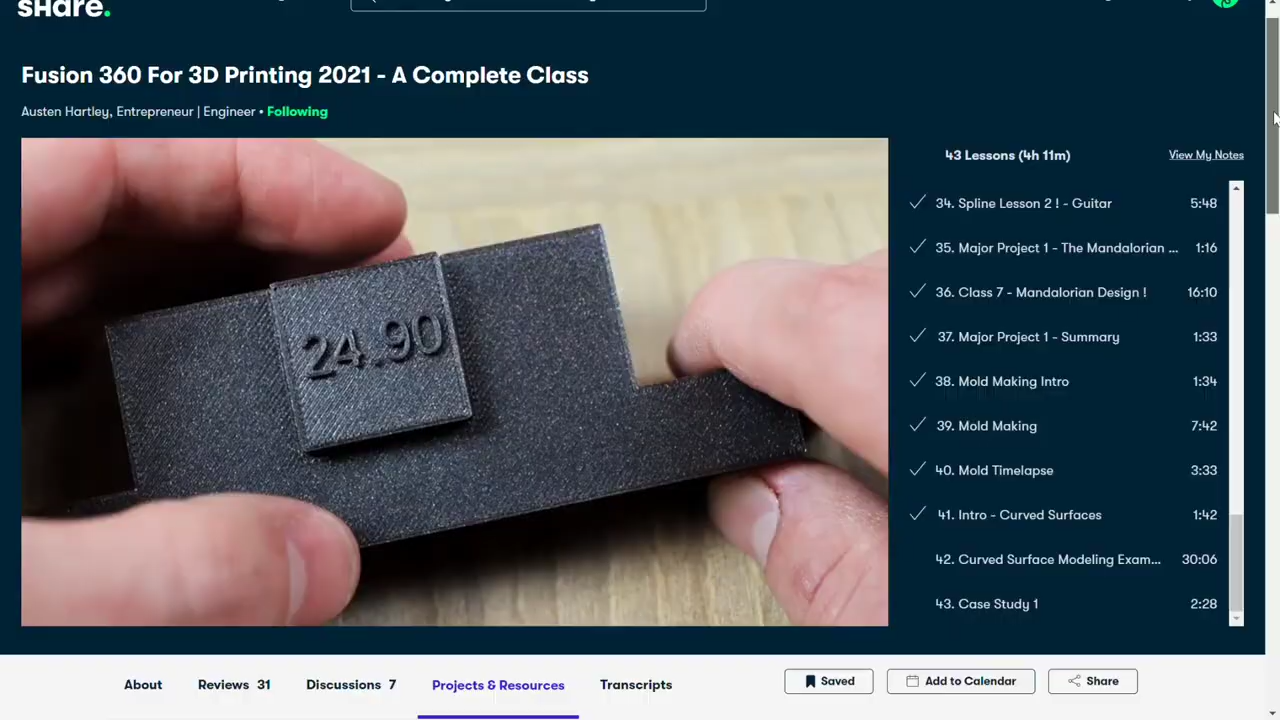 sHare.
Fusion 360 For 3D Printing 2021 - A Complete Class
Austen Hartley, Entrepreneur | Engineer • Following
24.90
43 Lessons (4h 11m)
View My Notes
34. Spline Lesson 2 ! - Guitar 5:48
35. Major Project 1 - The Mandalorian ... 1:16
36. Class 7 - Mandalorian Design ! 16:10
37. Major Project 1 - Summary 1:33
38. Mold Making Intro 1:34
39. Mold Making 7:42
40. Mold Timelapse 3:33
41. Intro - Curved Surfaces 1:42
42. Curved Surface Modeling Exam... 30:06
43. Case Study 1 2:28
About Reviews 31 Discussions 7 Projects & Resources Transcripts Saved Add to Calendar Share